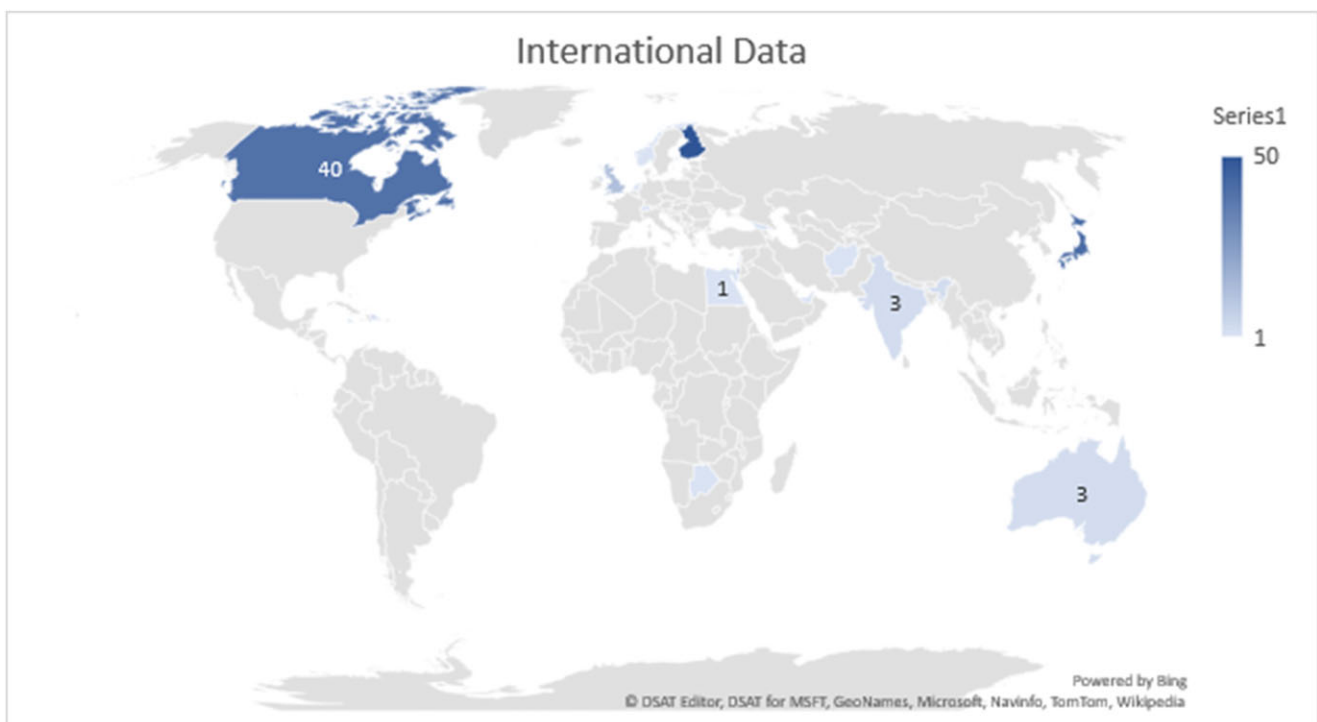 International Data
Series1
50
1
40
1
3
3
Powered by Bing
© DSAT Editor, DSAT for MSFT, GeoNames, Microsoft, Navinfo, TomTom, Wikipedia